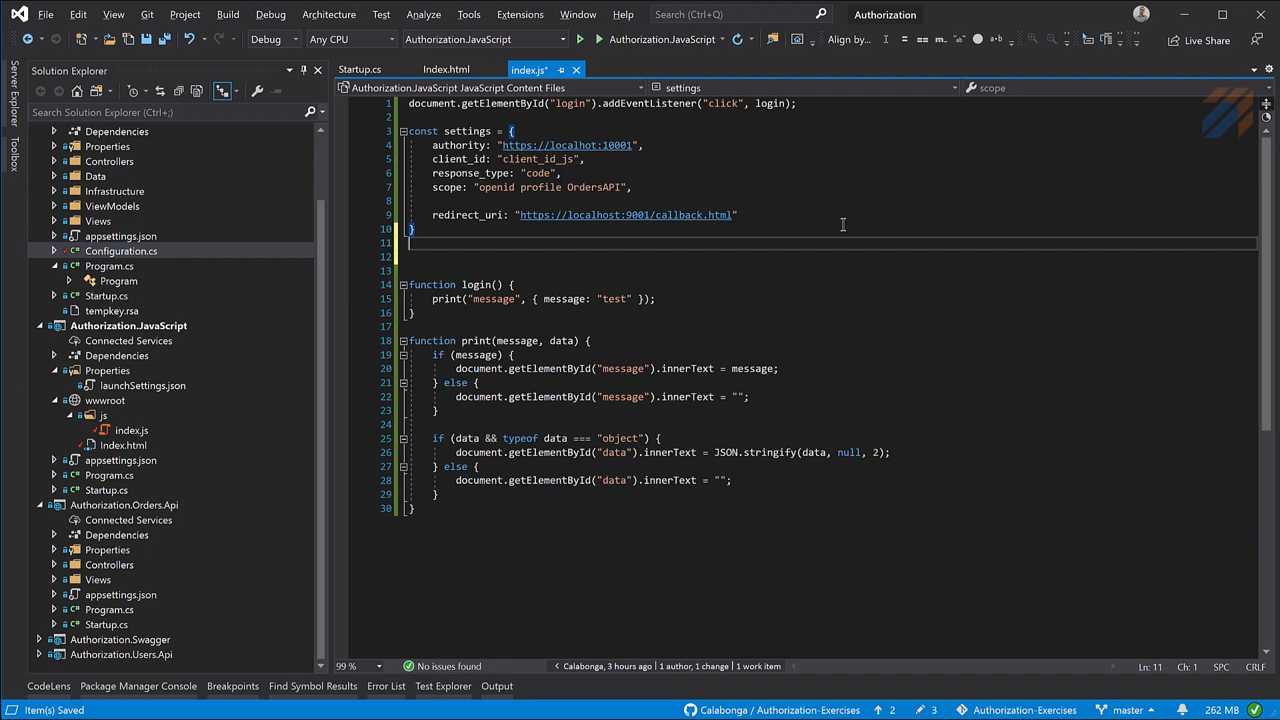 File Edit View Git Project Build Debug Architecture Test Analyze Tools Extensions Window Help Search (Ctrl+Q) Authorization
Debug Any CPU Authorization.JavaScript Authorization.JavaScript Align by... Live Share
Server Explorer
Toolbox
Solution Explorer
Search Solution Explorer (Ctrl+;)
Dependencies
Properties
Controllers
Data
Infrastructure
ViewModels
Views
appsettings.json
Configuration.cs
Program.cs
Program
Startup.cs
tempkey.rsa
Authorization.JavaScript
Connected Services
Dependencies
Properties
launchSettings.json
wwwroot
js
index.js
Index.html
appsettings.json
Program.cs
Startup.cs
Authorization.Orders.Api
Connected Services
Dependencies
Properties
Controllers
Views
appsettings.json
Program.cs
Startup.cs
Authorization.Swagger
Authorization.Users.Api
Startup.cs Index.html index.js*
Authorization.JavaScript JavaScript Content Files settings scope
1 document.getElementById("login").addEventListener("click", login);
2
3 const settings = {
4 authority: "https://localhot:10001",
5 client_id: "client_id_js",
6 response_type: "code",
7 scope: "openid profile OrdersAPI",
8
9 redirect_uri: "https://localhost:9001/callback.html"
10 }
11
12
13
14 function login() {
15 print("message", { message: "test" });
16 }
17
18 function print(message, data) {
19 if (message) {
20 document.getElementById("message").innerText = message;
21 } else {
22 document.getElementById("message").innerText = "";
23 }
24
25 if (data && typeof data === "object") {
26 document.getElementById("data").innerText = JSON.stringify(data, null, 2);
27 } else {
28 document.getElementById("data").innerText = "";
29 }
30 }
99 % No issues found Calabonga, 3 hours ago | 1 author, 1 change | 1 work item Ln: 11 Ch: 1 SPC CRLF
CodeLens Package Manager Console Breakpoints Find Symbol Results Error List Test Explorer Output
Item(s) Saved Calabonga / Authorization-Exercises 2 3 Authorization-Exercises master 262 MB